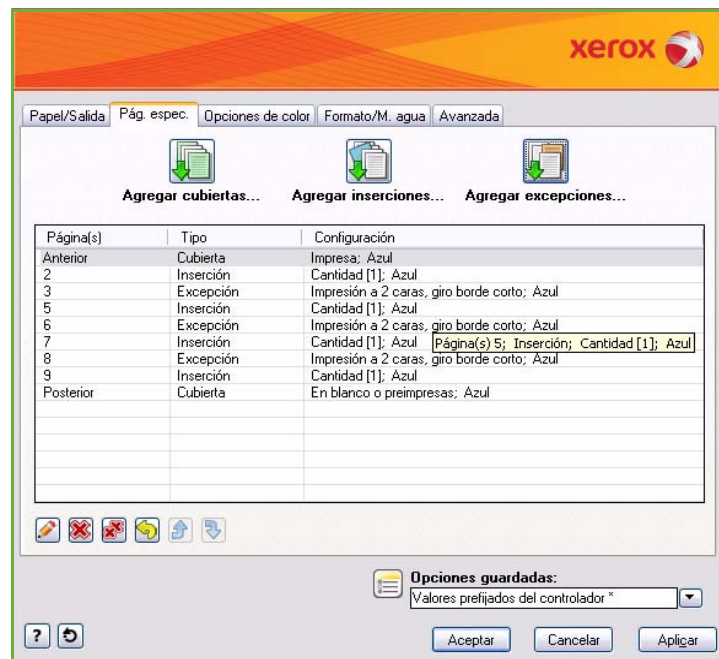 xerox
Papel/Salida Pág. espec. Opciones de color Formato/M. agua Avanzada
Agregar cubiertas... Agregar inserciones... Agregar excepciones...
Página(s) Tipo Configuración
Anterior Cubierta Impresa; Azul
2 Inserción Cantidad [1]; Azul
3 Excepción Impresión a 2 caras, giro borde corto; Azul
5 Inserción Cantidad [1]; Azul
6 Excepción Impresión a 2 caras, giro borde corto; Azul
7 Inserción Cantidad [1]; Azul Página(s) 5; Inserción; Cantidad [1]; Azul
8 Excepción Impresión a 2 caras, giro borde corto; Azul
9 Inserción Cantidad [1]; Azul
Posterior Cubierta En blanco o preimpresas; Azul
Opciones guardadas:
Valores prefijados del controlador *
? Aceptar Cancelar Aplicar